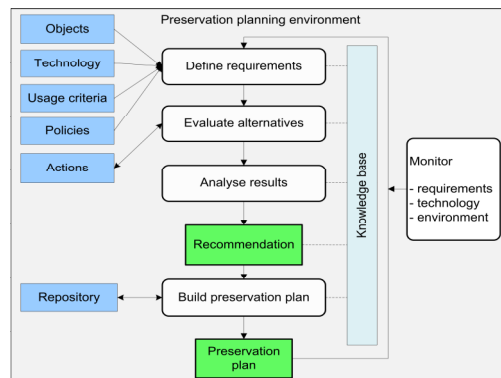 Preservation planning environment
Objects
Technology
Usage criteria
Policies
Actions
Repository
Define requirements
Evaluate alternatives
Analyse results
Recommendation
Build preservation plan
Preservation
plan
Knowledge base
Monitor
- requirements
- technology
- environment